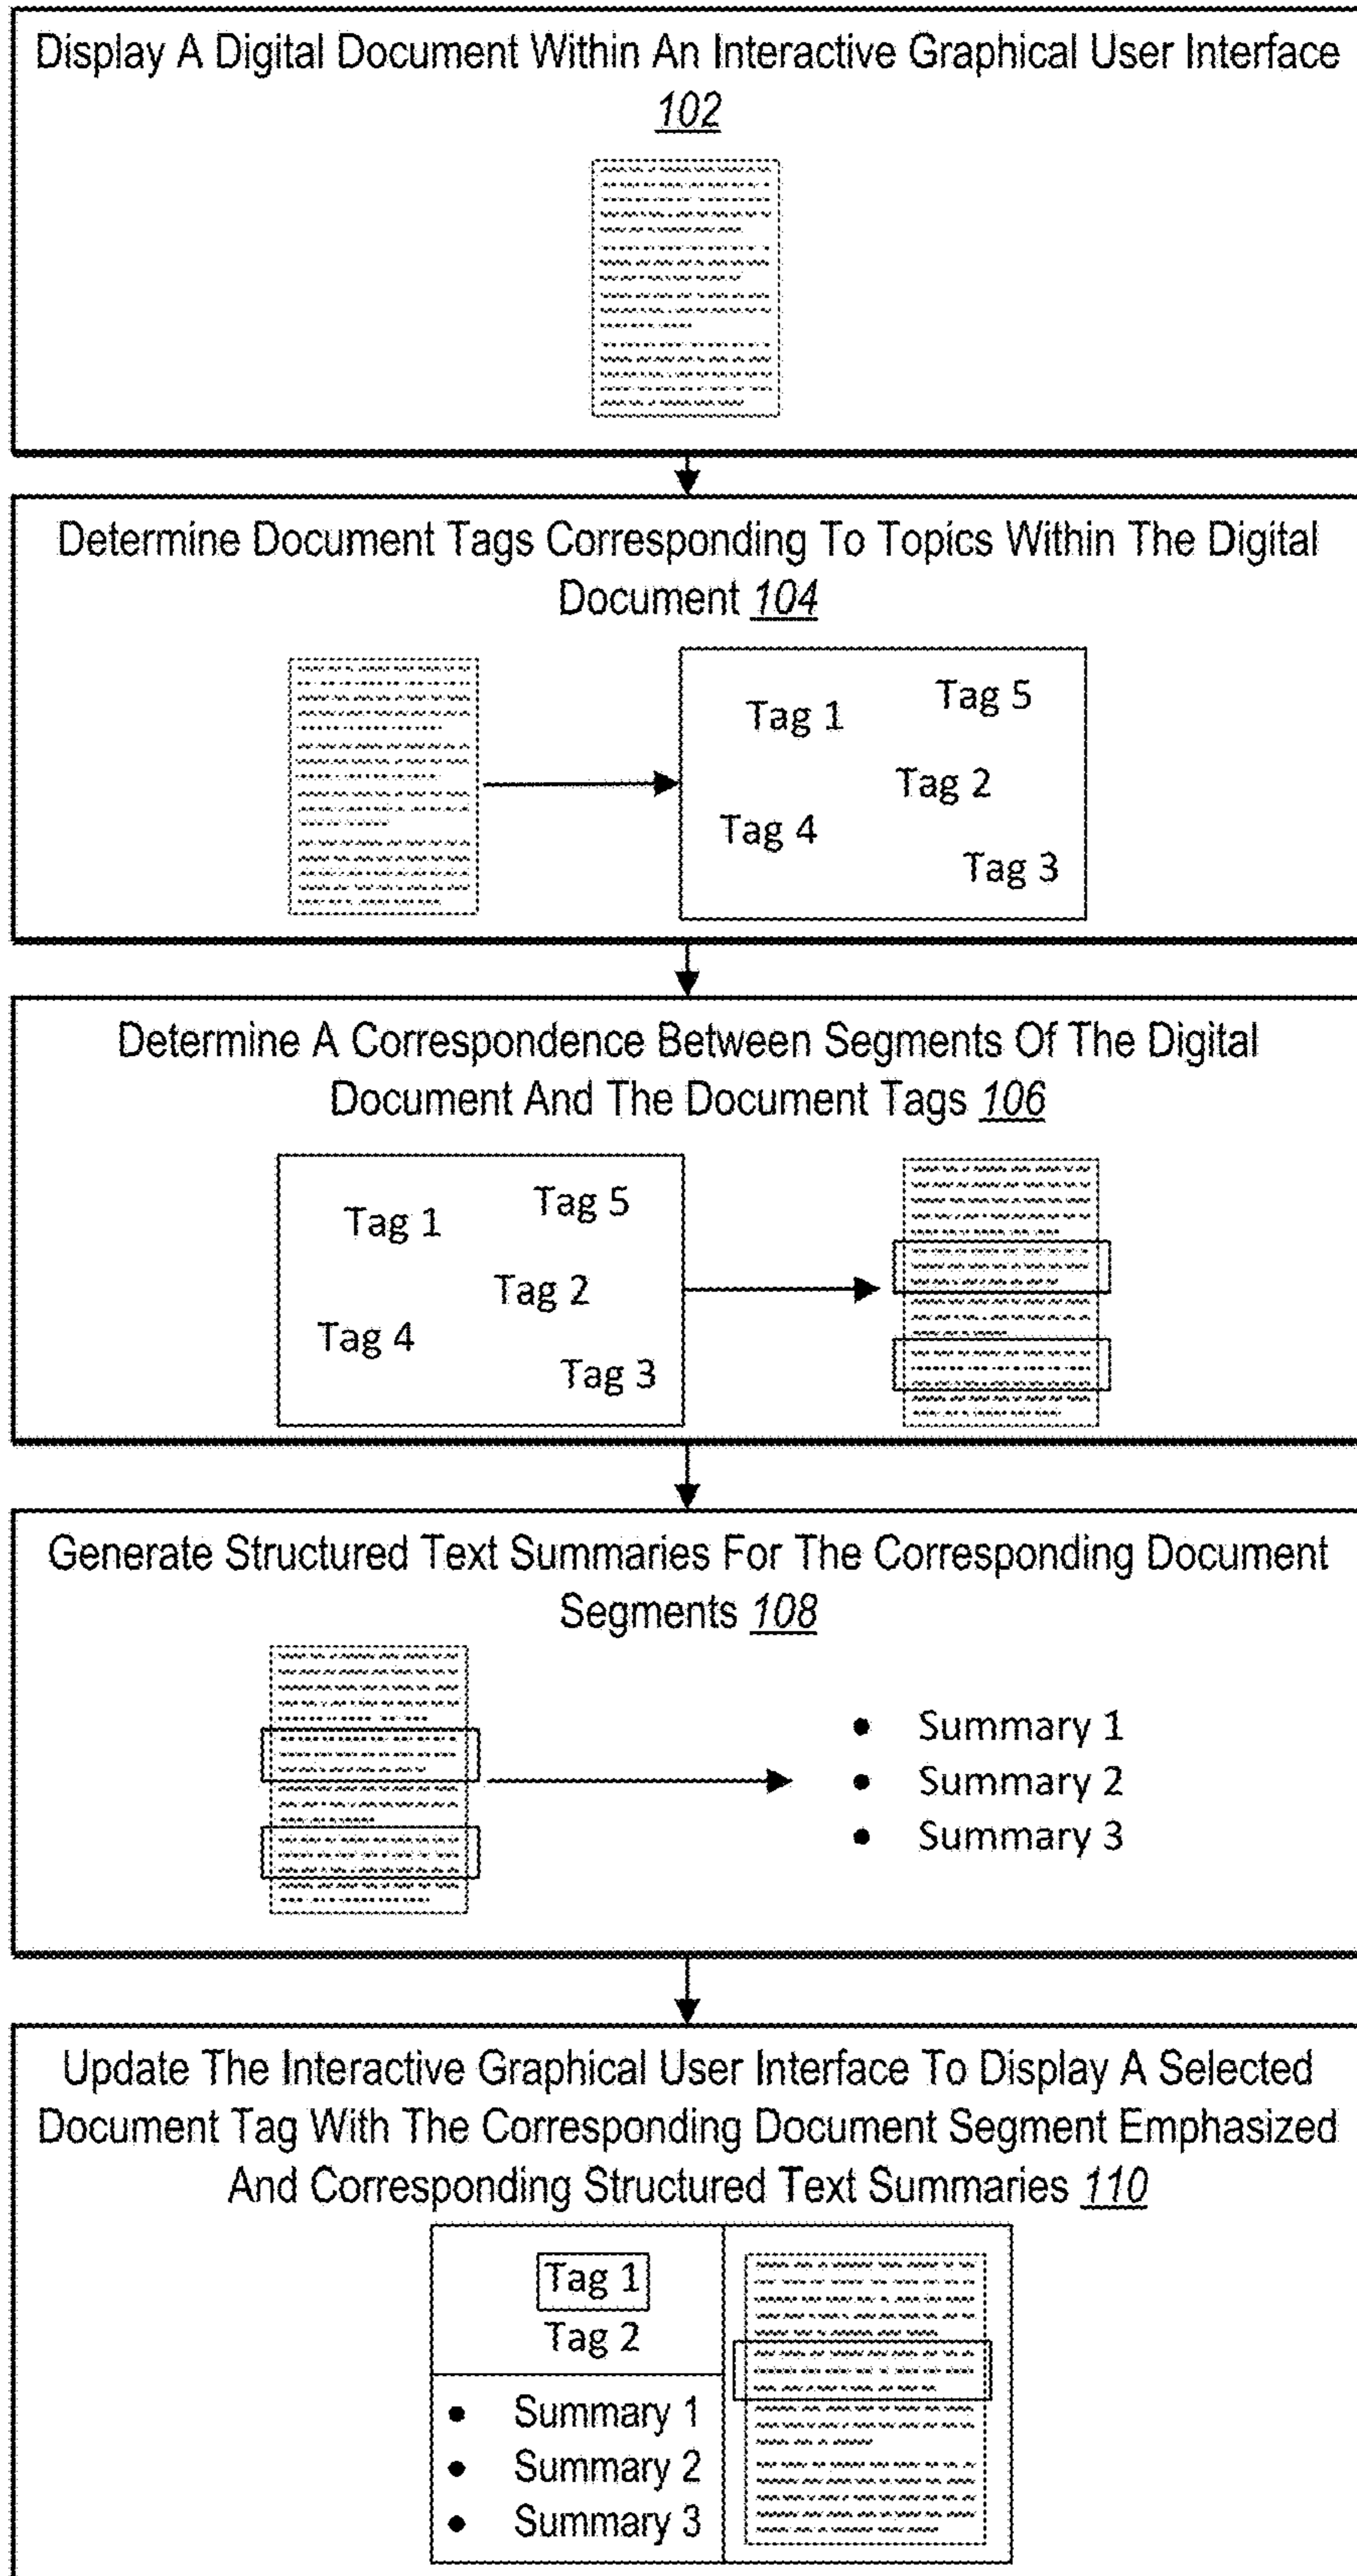 Display A Digital Document Within An Interactive Graphical User Interface
102
Determine Document Tags Corresponding To Topics Within The Digital
Document 104
Tag 1
Tag 5
Tag 2
Tag 4
Tag 3
Determine A Correspondence Between Segments Of The Digital
Document And The Document Tags 106
Tag 1
Tag 5
Tag 2
Tag 4
Tag 3
Generate Structured Text Summaries For The Corresponding Document
Segments 108
• Summary 1
• Summary 2
• Summary 3
Update The Interactive Graphical User Interface To Display A Selected
Document Tag With The Corresponding Document Segment Emphasized
And Corresponding Structured Text Summaries 110
Tag 1
Tag 2
• Summary 1
• Summary 2
• Summary 3